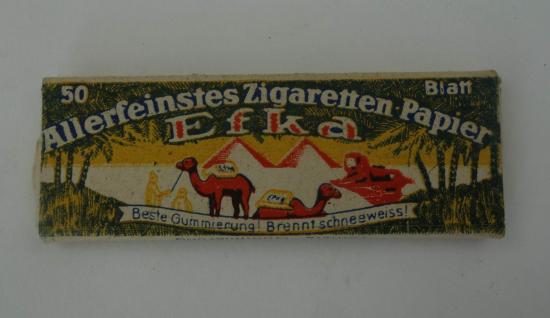 50 Blatt
Allerfeinstes Zigaretten-Papier
Efka
Beste Gummierung! Brennt schneeweiss!